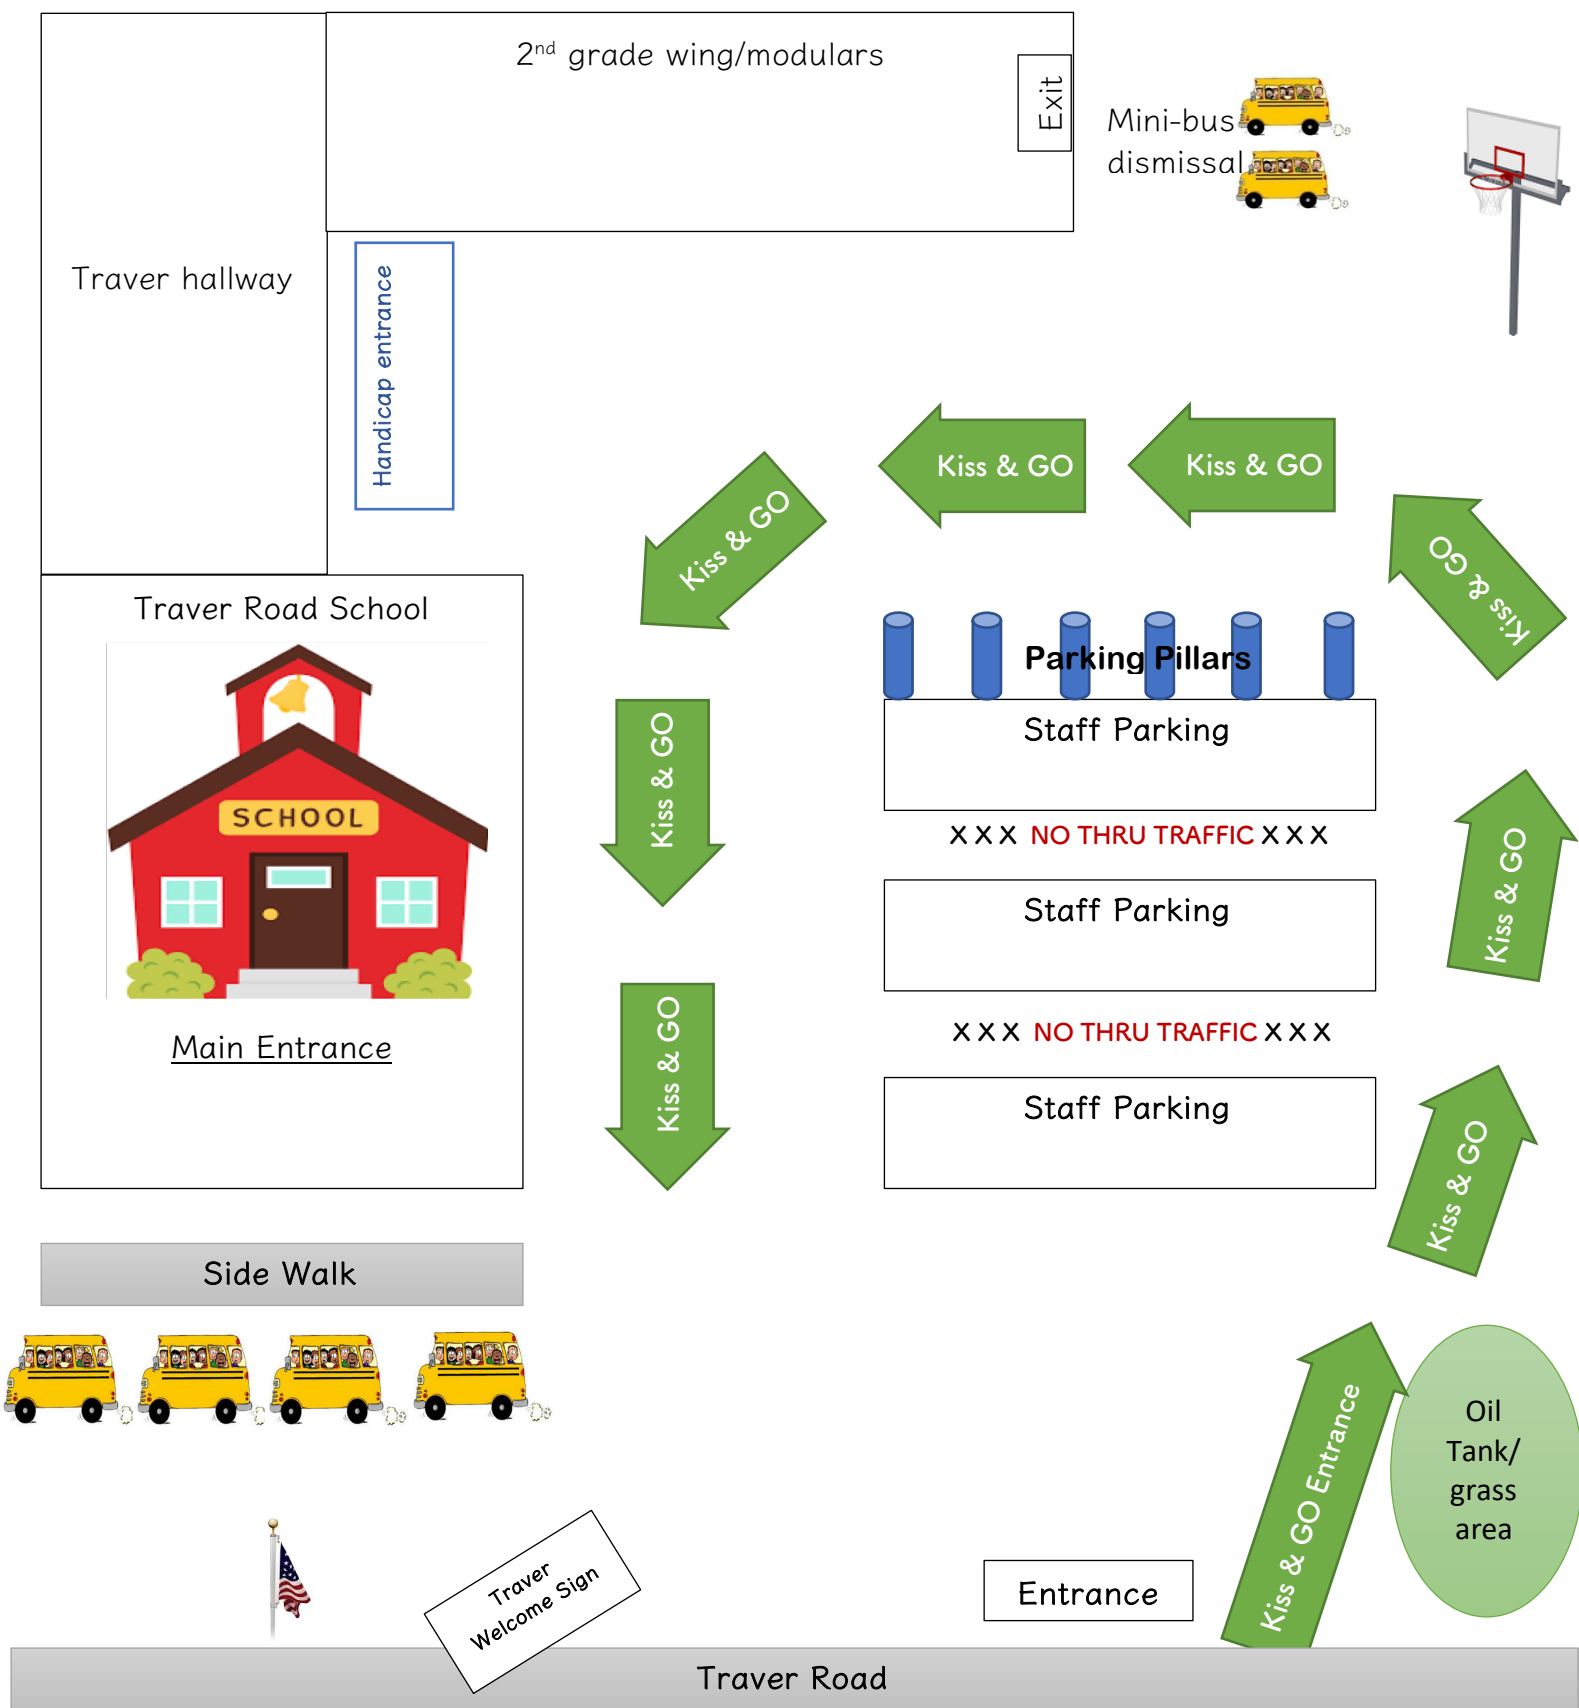 2nd grade wing/modulars
Exit
Mini-bus
dismissal
Traver hallway
Handicap entrance
Kiss & GO
Kiss & GO
Kiss & GO
Kiss & GO
Traver Road School
SCHOOL
Main Entrance
Parking Pillars
Staff Parking
X X X NO THRU TRAFFIC X X X
Staff Parking
X X X NO THRU TRAFFIC X X X
Staff Parking
Kiss & GO
Kiss & GO
Kiss & GO
Kiss & GO
Side Walk
Kiss & GO Entrance
Oil
Tank/
grass
area
Traver
Welcome Sign
Entrance
Traver Road